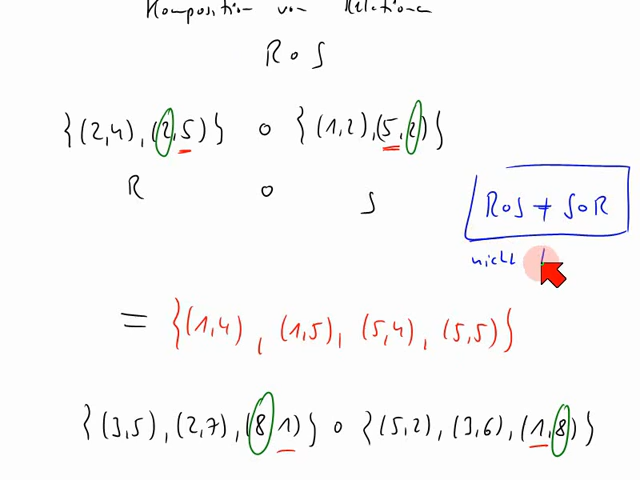 Komposition von Relationen
R ∘ S
{(2,4), (2,5)} ∘ {(1,2), (5,2)}
R ∘ S
R∘S ≠ S∘R
nicht
= {(1,4), (1,5), (5,4), (5,5)}
{(3,5), (2,7), (8,1)} ∘ {(5,2), (3,6), (1,8)}